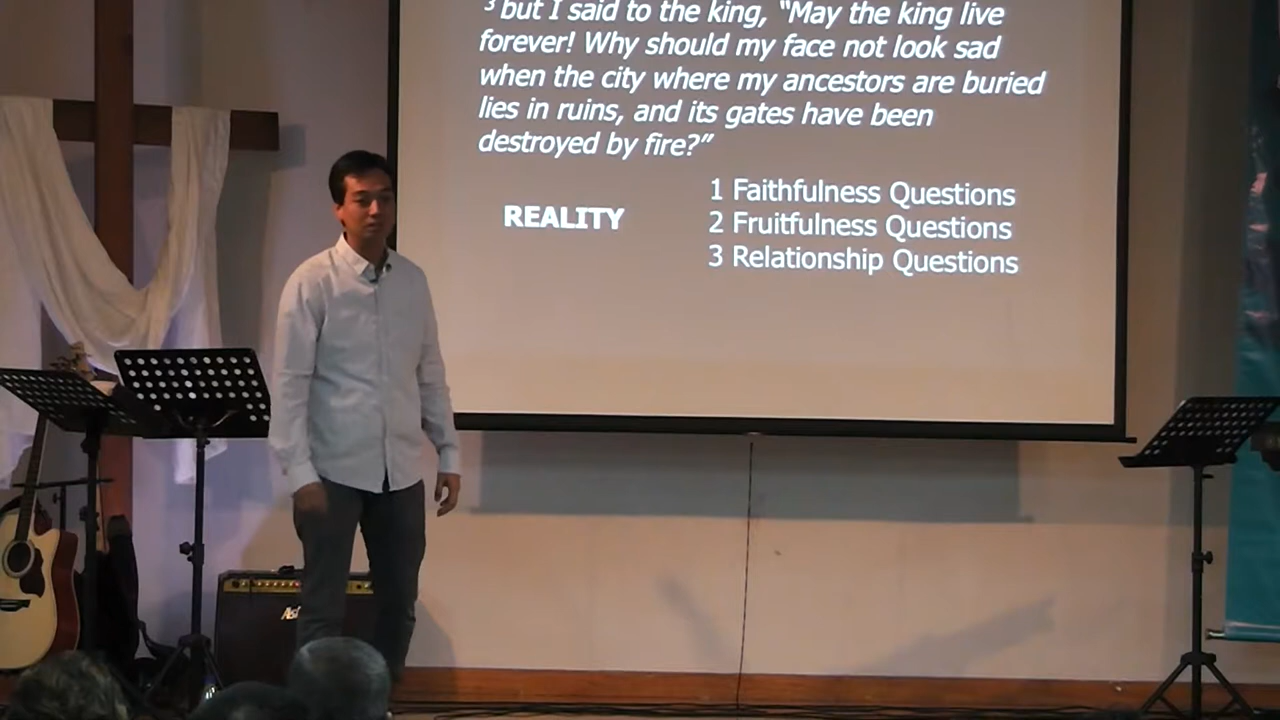 ³ but I said to the king, “May the king live
forever! Why should my face not look sad
when the city where my ancestors are buried
lies in ruins, and its gates have been
destroyed by fire?”
REALITY
1 Faithfulness Questions
2 Fruitfulness Questions
3 Relationship Questions